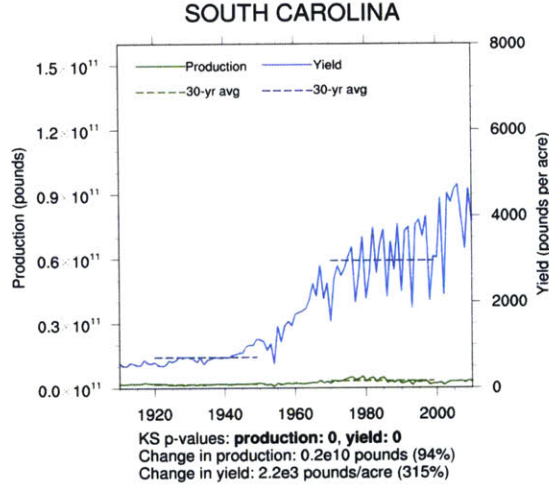 SOUTH CAROLINA
Production (pounds)
1.5 · 10¹¹
1.2 · 10¹¹
0.9 · 10¹¹
0.6 · 10¹¹
0.3 · 10¹¹
0.0 · 10¹¹
Production
30-yr avg
Yield
30-yr avg
8000
6000
4000
2000
0
Yield (pounds per acre)
1920 1940 1960 1980 2000
KS p-values: production: 0, yield: 0
Change in production: 0.2e10 pounds (94%)
Change in yield: 2.2e3 pounds/acre (315%)